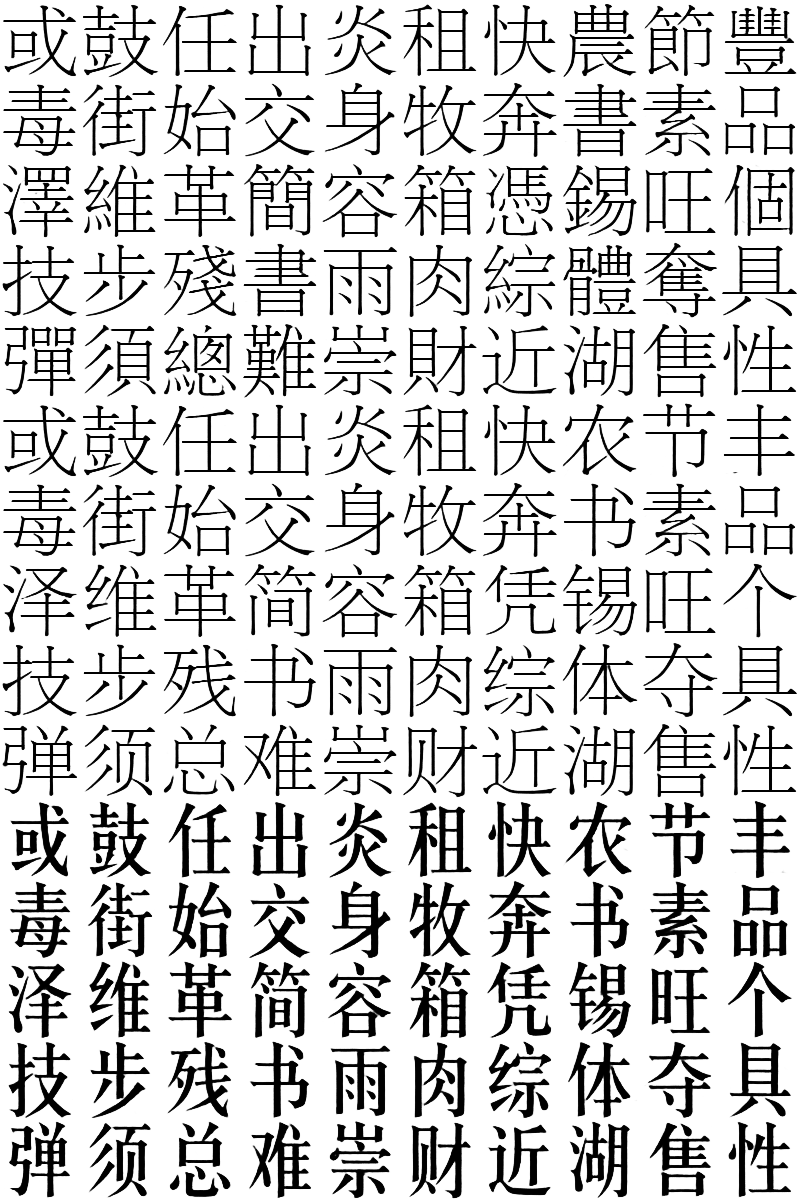 或鼓任出炎租快農節豐
毒街始交身牧奔書素品
澤維革簡容箱憑錫旺個
技步殘書雨肉綜體奪具
彈須總難崇財近湖售性
或鼓任出炎租快农节丰
毒街始交身牧奔书素品
泽维革简容箱凭锡旺个
技步残书雨肉综体夺具
弹须总难崇财近湖售性
或鼓任出炎租快农节丰
毒街始交身牧奔书素品
泽维革简容箱凭锡旺个
技步残书雨肉综体夺具
弹须总难崇财近湖售性